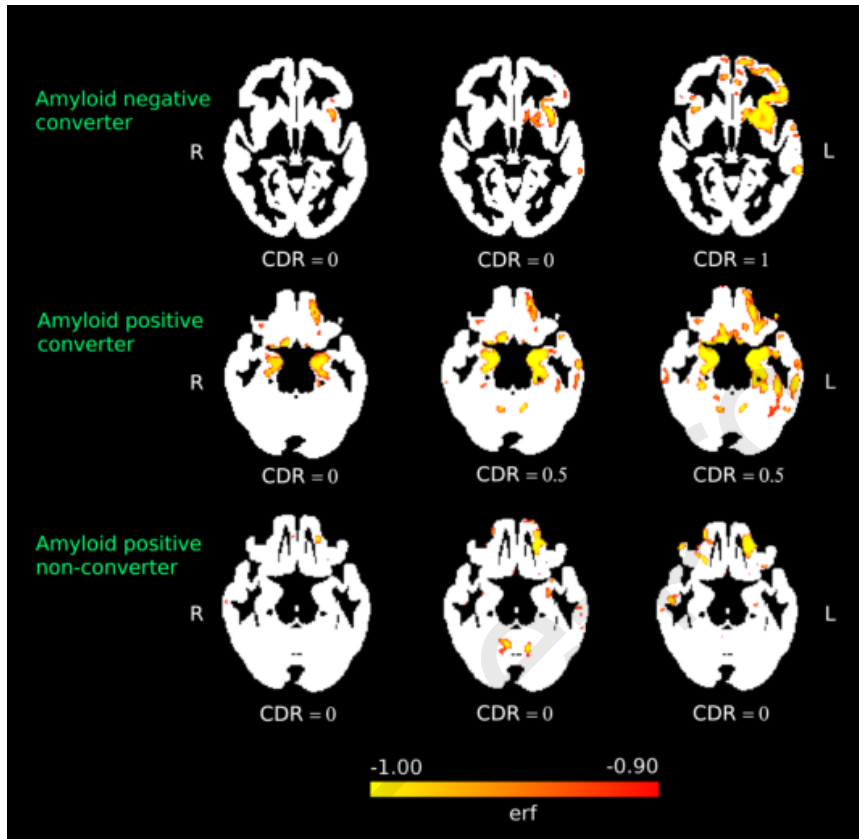 Amyloid negative
converter
R
L
CDR = 0
CDR = 0
CDR = 1
Amyloid positive
converter
R
L
CDR = 0
CDR = 0.5
CDR = 0.5
Amyloid positive
non-converter
R
L
CDR = 0
CDR = 0
CDR = 0
-1.00
-0.90
erf